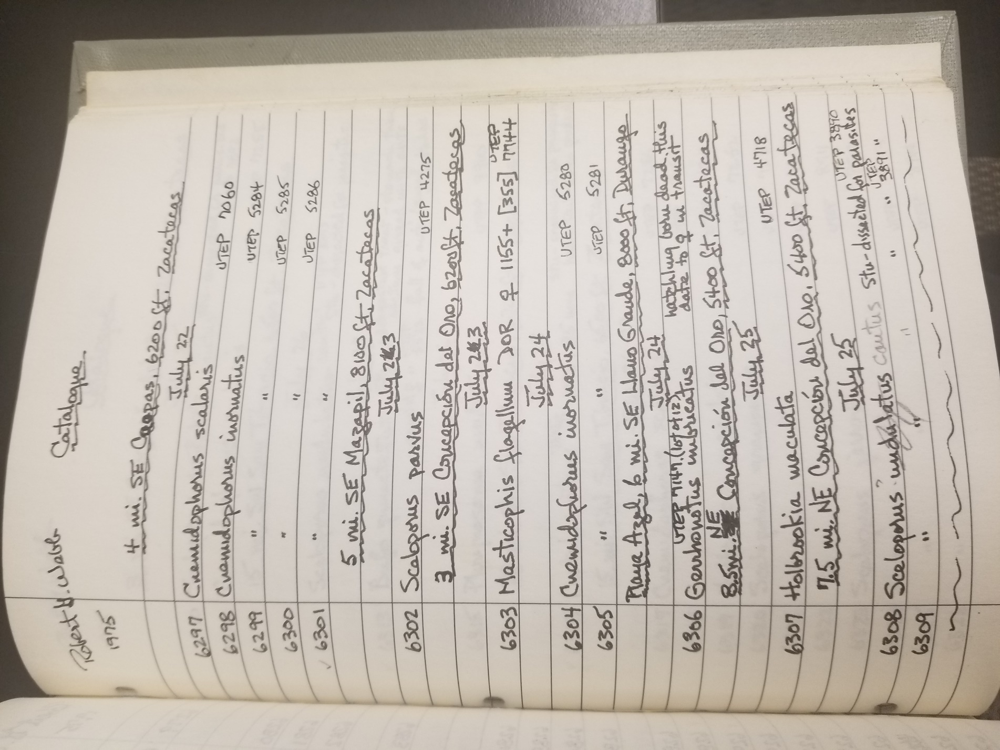 Robert G. Webb Catalogue
1975
4 mi. SE Copas, 6200 ft. Zacatecas
July 22
6297 Cnemidophorus scalaris UTEP 7060
6298 Cnemidophorus inornatus UTEP 5284
6299 " " UTEP 5285
6300 " " UTEP 5286
6301 " "
5 mi. SE Mazapil, 8100 ft. Zacatecas
July 23
6302 Sceloporus parvus UTEP 4275
3 mi. SE Concepción del Oro, 6200 ft. Zacatecas
July 23
6303 Masticophis flagellum DOR ♀ 1155+ [355] UTEP 7744
July 24
6304 Cnemidophorus inornatus UTEP 5280
6305 " " UTEP 5281
Playa Azul, 6 mi. SE Llano Grande, 8000 ft. Durango
July 24 hatchling born dead this
UTEP 7147. (lot of 12) date to ♀ in transit
6306 Gerrhonotus imbricatus
8.5 mi. NE Concepción del Oro, 5400 ft. Zacatecas
July 25
6307 Holbrookia maculata UTEP 4718
7.5 mi. NE Concepción del Oro, 5400 ft. Zacatecas
July 25 UTEP 3890
6308 Sceloporus "undulatus cautus stu-dissected for parasites
6309 " " " " " UTEP 3891 "